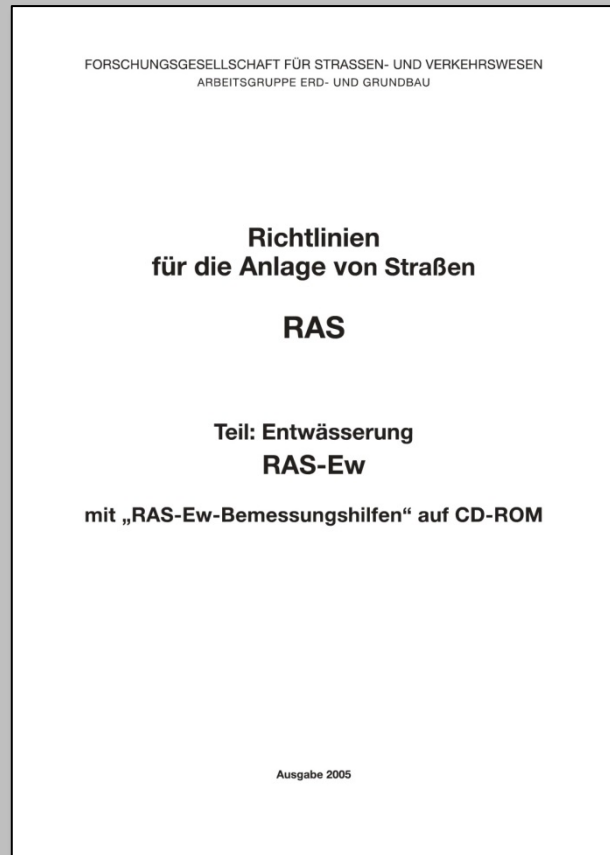 FORSCHUNGSGESELLSCHAFT FÜR STRASSEN- UND VERKEHRSWESEN
ARBEITSGRUPPE ERD- UND GRUNDBAU
Richtlinien
für die Anlage von Straßen
RAS
Teil: Entwässerung
RAS-Ew
mit „RAS-Ew-Bemessungshilfen“ auf CD-ROM
Ausgabe 2005